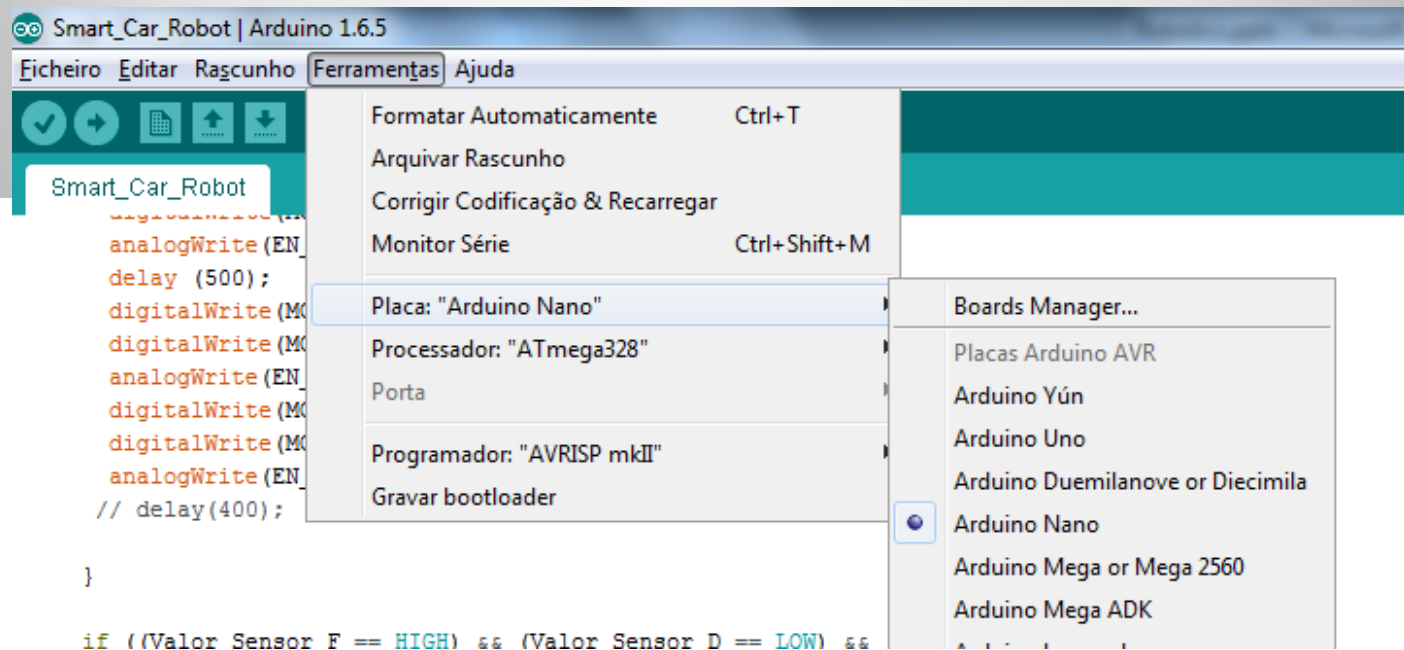 Smart_Car_Robot | Arduino 1.6.5
Ficheiro Editar Rascunho Ferramentas Ajuda
Smart_Car_Robot
Formatar Automaticamente Ctrl+T
Arquivar Rascunho
Corrigir Codificação & Recarregar
Monitor Série Ctrl+Shift+M
Placa: "Arduino Nano"
Processador: "ATmega328"
Porta
Programador: "AVRISP mkII"
Gravar bootloader
Boards Manager...
Placas Arduino AVR
Arduino Yún
Arduino Uno
Arduino Duemilanove or Diecimila
Arduino Nano
Arduino Mega or Mega 2560
Arduino Mega ADK
analogWrite(EN_
delay (500);
digitalWrite(MO
digitalWrite(MO
analogWrite(EN_
digitalWrite(MO
digitalWrite(MO
analogWrite(EN_
// delay(400);
}
if ((Valor_Sensor_F == HIGH) && (Valor_Sensor_D == LOW) &&